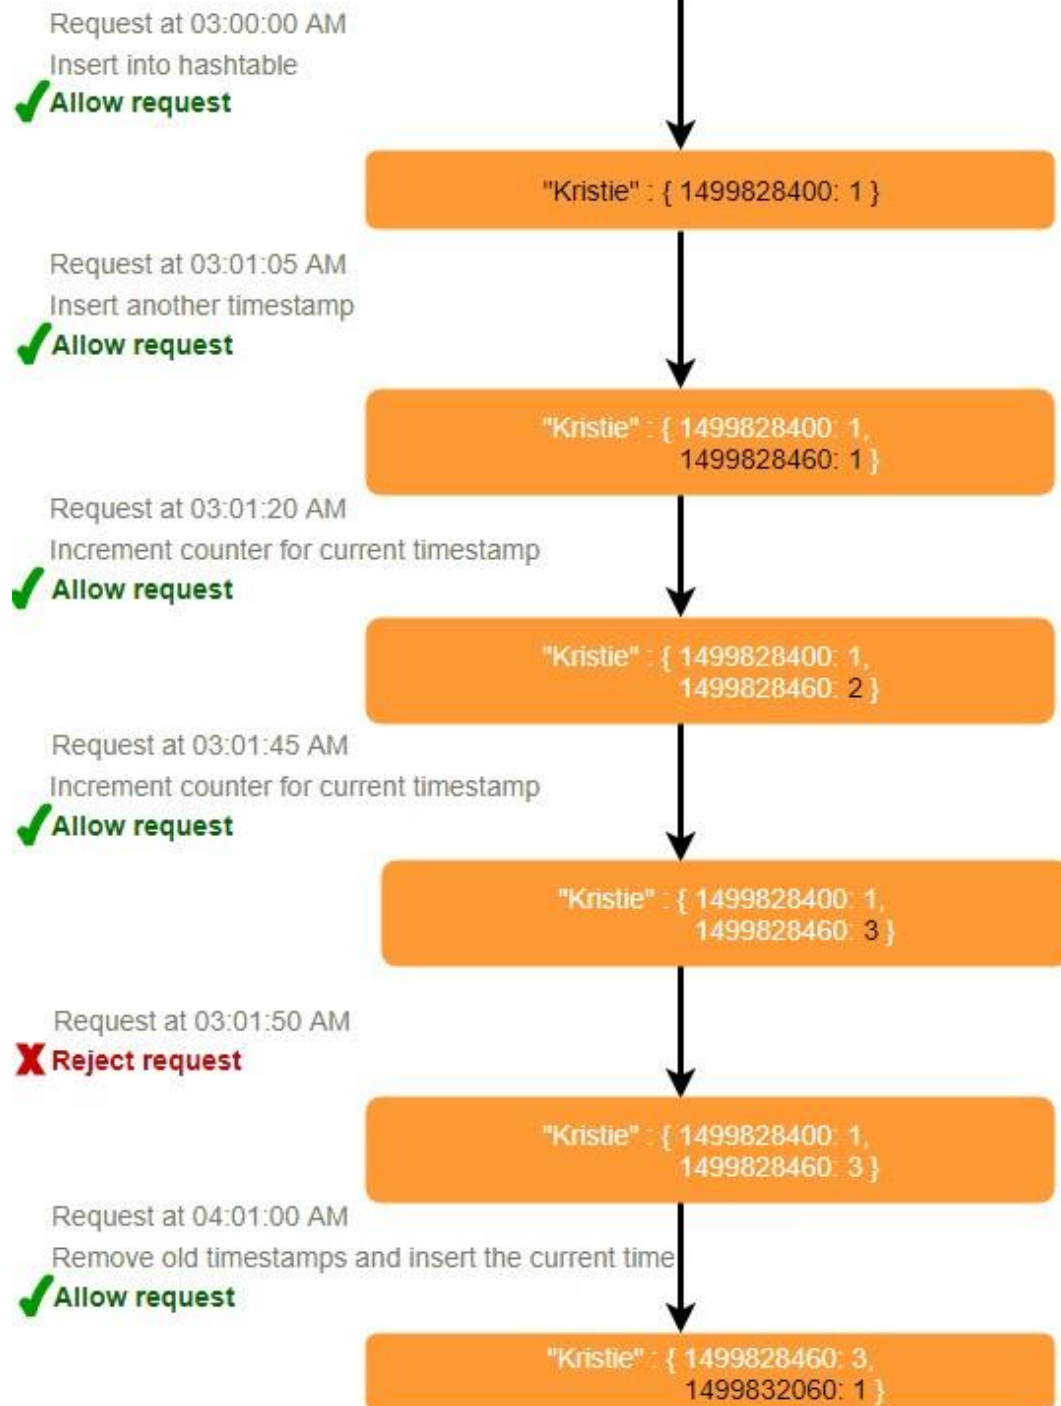 Request at 03:00:00 AM
Insert into hashtable
Allow request
"Kristie" : { 1499828400: 1 }
Request at 03:01:05 AM
Insert another timestamp
Allow request
"Kristie" : { 1499828400: 1,
1499828460: 1 }
Request at 03:01:20 AM
Increment counter for current timestamp
Allow request
"Kristie" : { 1499828400: 1,
1499828460: 2 }
Request at 03:01:45 AM
Increment counter for current timestamp
Allow request
"Kristie" : { 1499828400: 1,
1499828460: 3 }
Request at 03:01:50 AM
X Reject request
"Kristie" : { 1499828400: 1,
1499828460: 3 }
Request at 04:01:00 AM
Remove old timestamps and insert the current time
Allow request
"Kristie" : { 1499828460: 3,
1499832060: 1 }